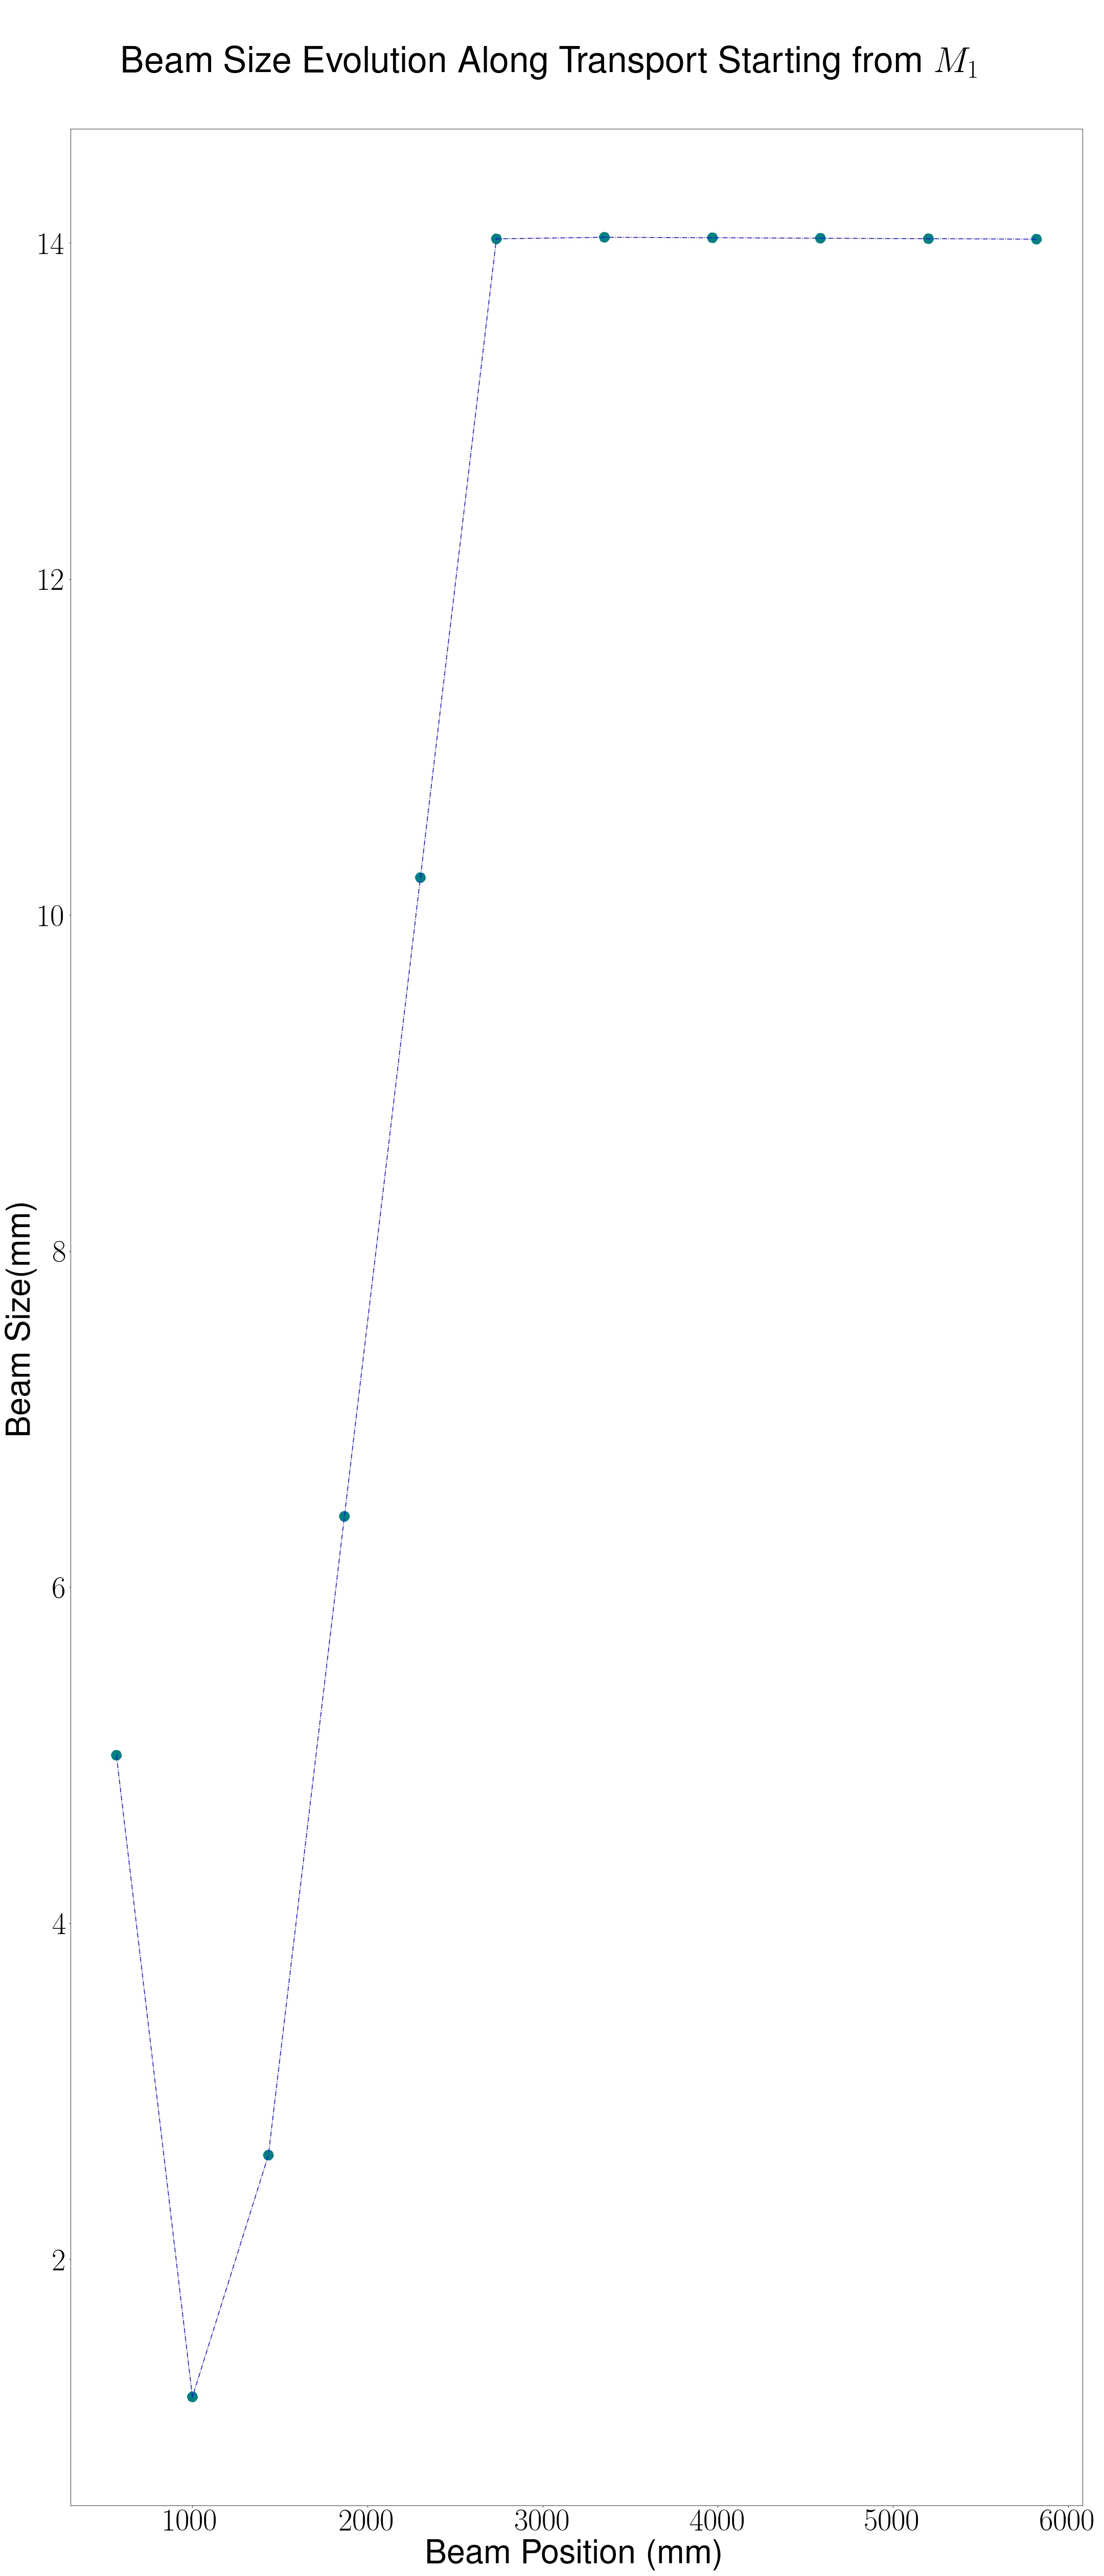 Beam Size Evolution Along Transport Starting from M₁
14
12
10
8
6
4
2
Beam Size(mm)
1000 2000 3000 4000 5000 6000
Beam Position (mm)